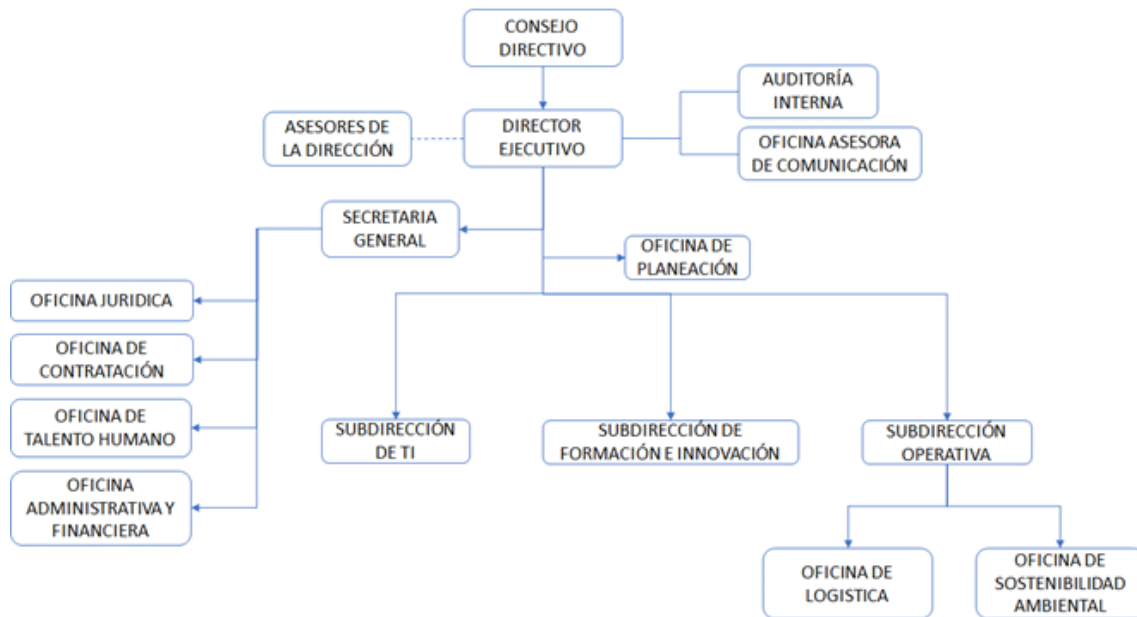 CONSEJO
DIRECTIVO
AUDITORÍA
INTERNA
ASESORES DE
LA DIRECCIÓN
DIRECTOR
EJECUTIVO
OFICINA ASESORA
DE COMUNICACIÓN
SECRETARIA
GENERAL
OFICINA DE
PLANEACIÓN
OFICINA JURIDICA
OFICINA DE
CONTRATACIÓN
OFICINA DE
TALENTO HUMANO
OFICINA
ADMINISTRATIVA Y
FINANCIERA
SUBDIRECCIÓN
DE TI
SUBDIRECCIÓN DE
FORMACIÓN E INNOVACIÓN
SUBDIRECCIÓN
OPERATIVA
OFICINA DE
LOGISTICA
OFICINA DE
SOSTENIBILIDAD
AMBIENTAL